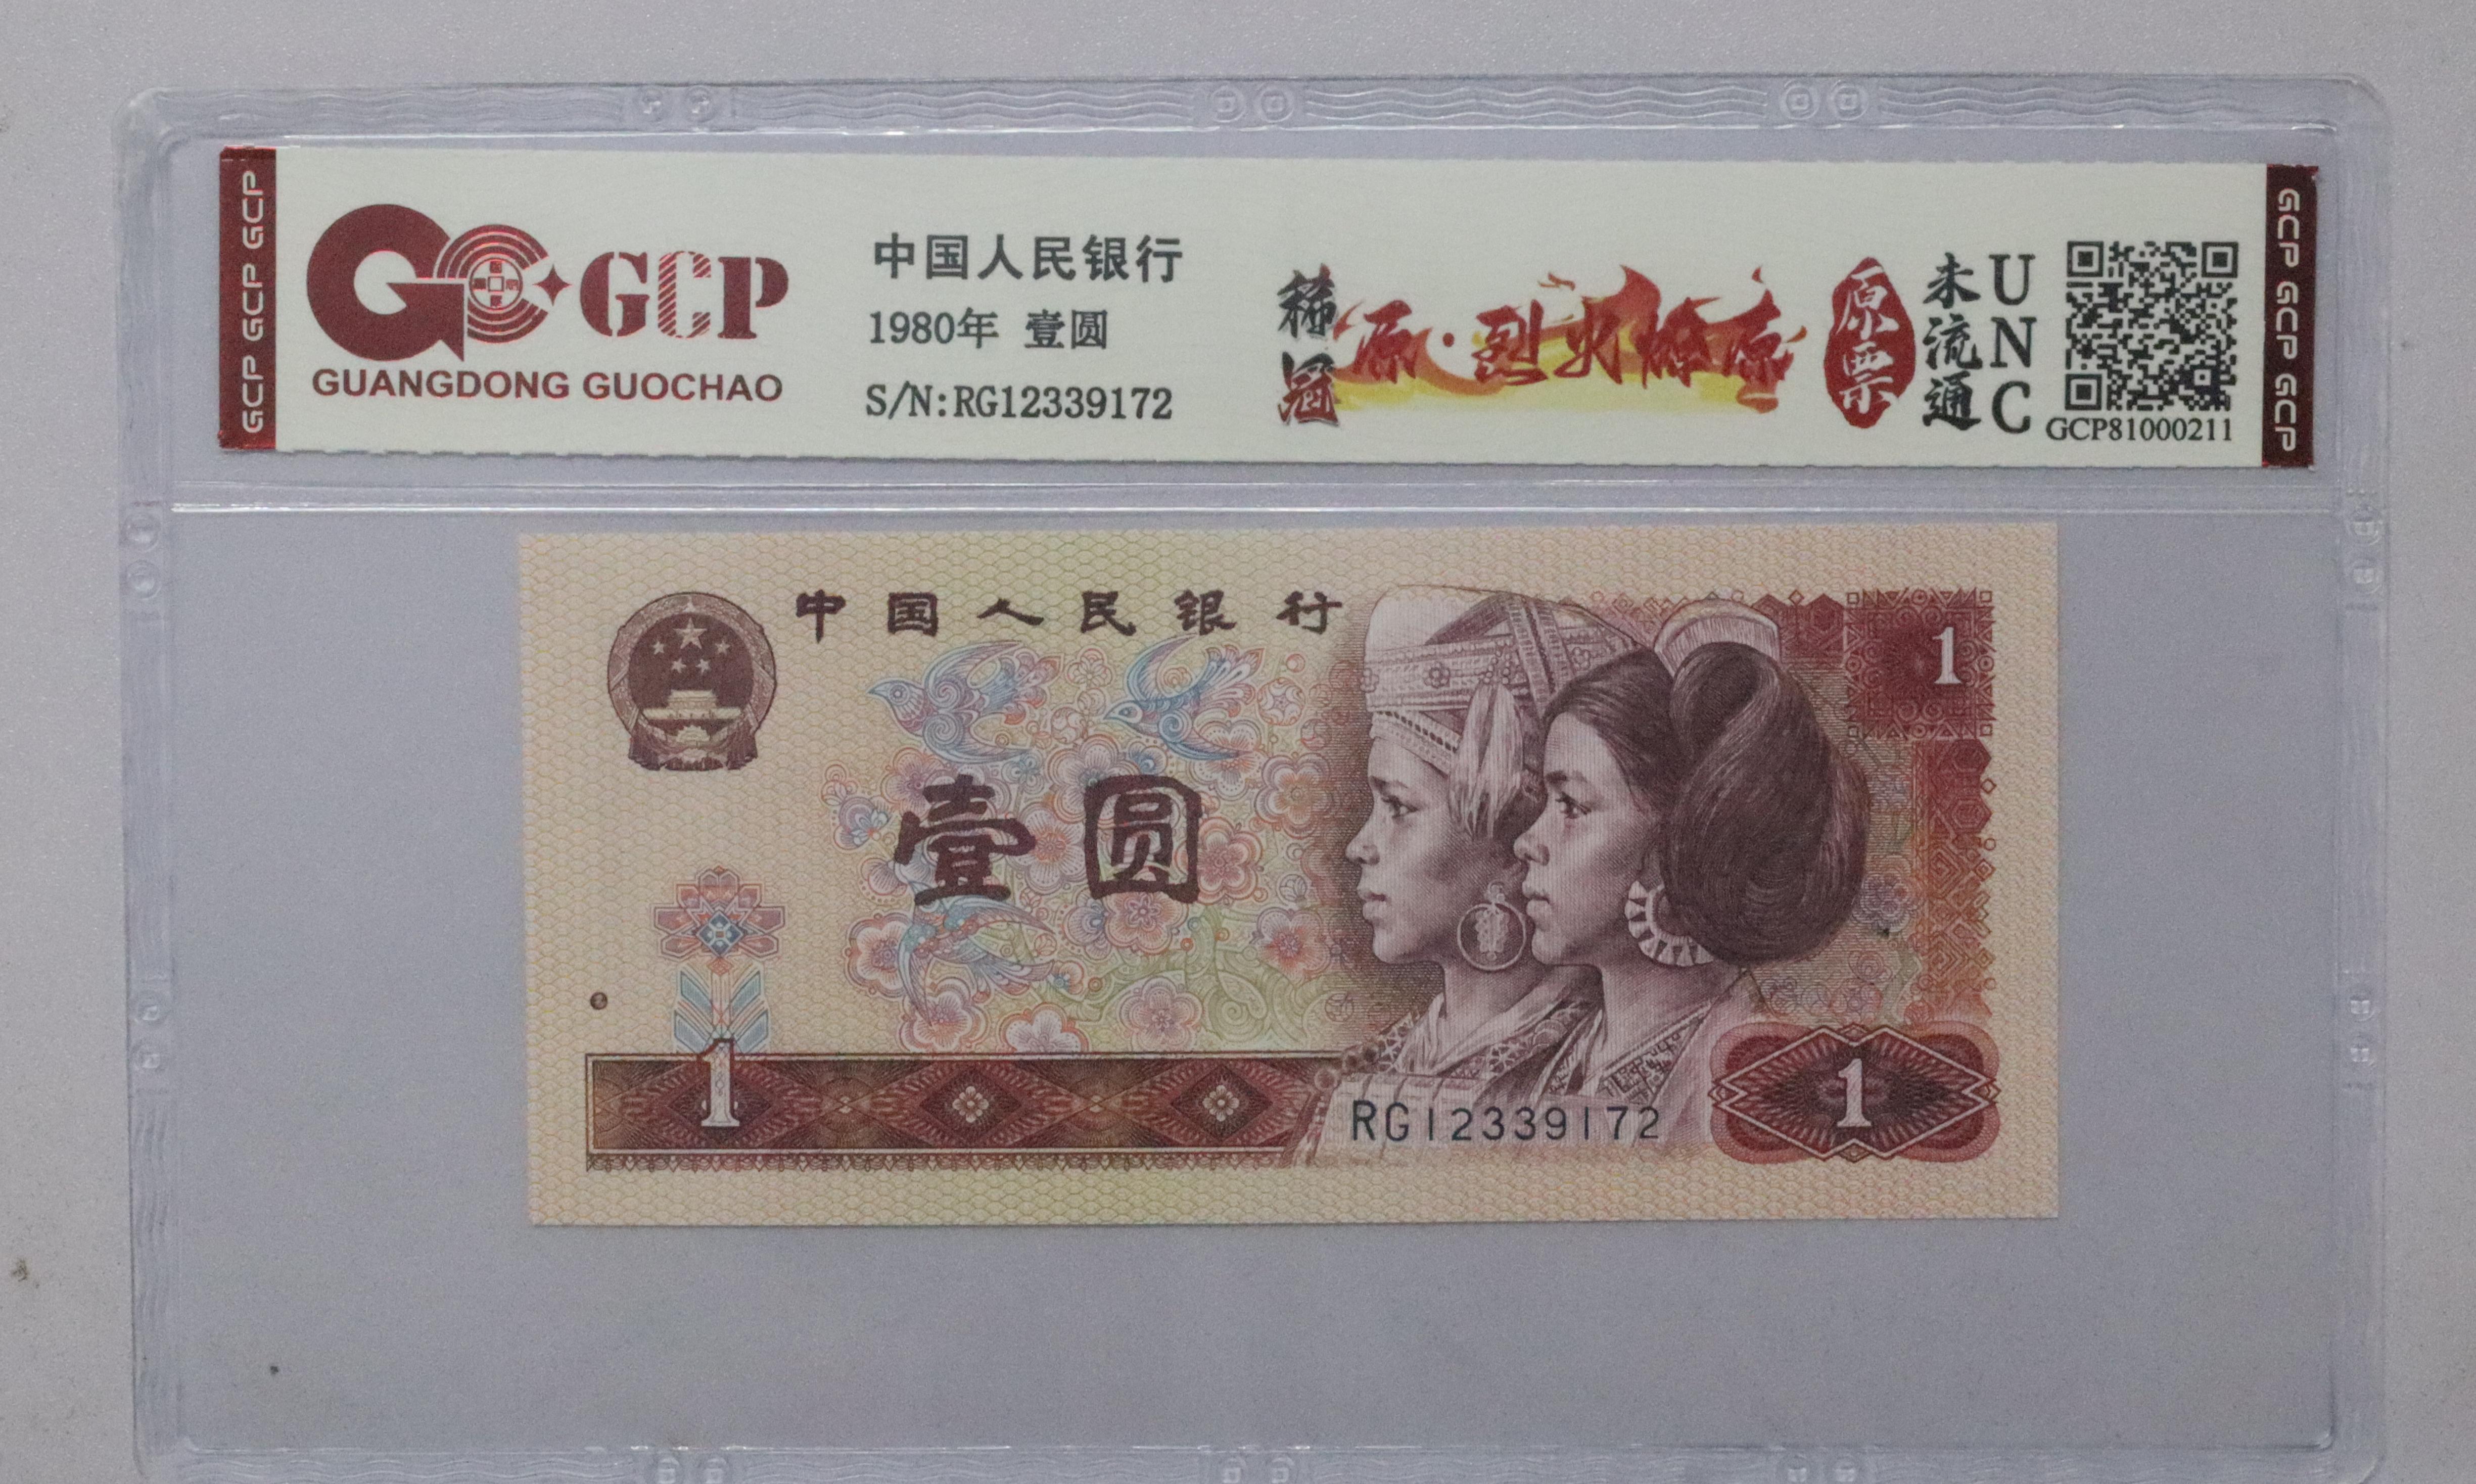 GCP GCP GCP
GCP
GUANGDONG GUOCHAO
中国人民银行
1980年 壹圆
S/N:RG12339172
稀冠
原·烈火燎原
原票
未流通
UNC
GCP81000211
GCP GCP GCP
中国人民银行
1
壹圆
1
RG12339172
1